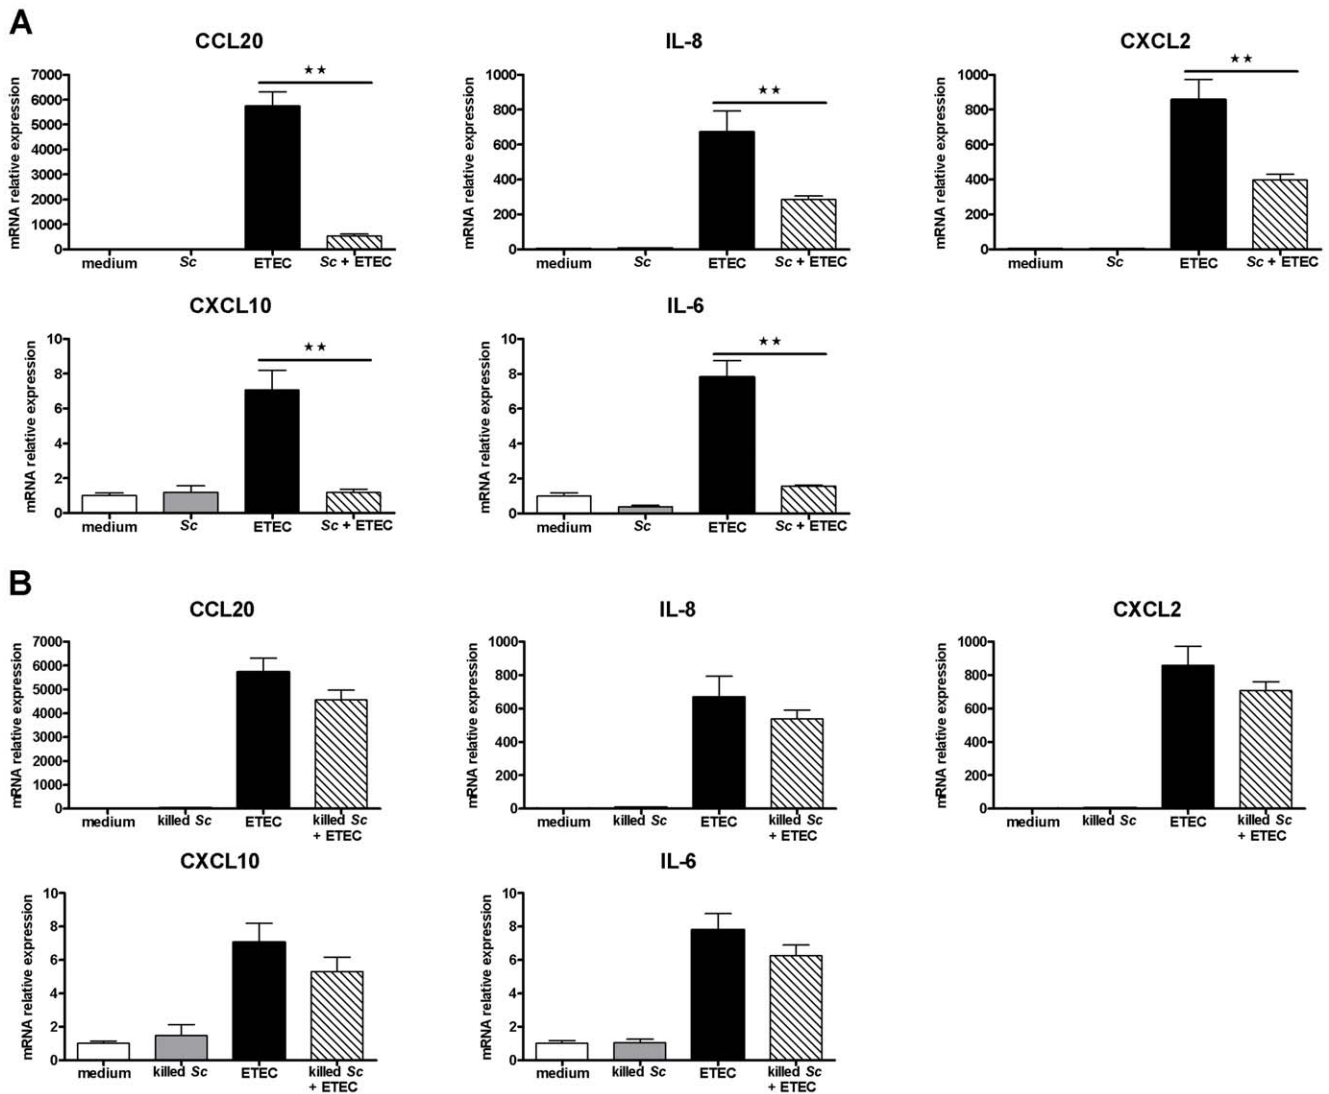 A
CCL20
★★
mRNA relative expression
7000
6000
5000
4000
3000
2000
1000
0
medium Sc ETEC Sc + ETEC
IL-8
★★
mRNA relative expression
1000
800
600
400
200
0
medium Sc ETEC Sc + ETEC
CXCL2
★★
mRNA relative expression
1000
800
600
400
200
0
medium Sc ETEC Sc + ETEC
CXCL10
★★
mRNA relative expression
10
8
6
4
2
0
medium Sc ETEC Sc + ETEC
IL-6
★★
mRNA relative expression
10
8
6
4
2
0
medium Sc ETEC Sc + ETEC
B
CCL20
mRNA relative expression
7000
6000
5000
4000
3000
2000
1000
0
medium killed Sc ETEC killed Sc
+ ETEC
IL-8
mRNA relative expression
1000
800
600
400
200
0
medium killed Sc ETEC killed Sc
+ ETEC
CXCL2
mRNA relative expression
1000
800
600
400
200
0
medium killed Sc ETEC killed Sc
+ ETEC
CXCL10
mRNA relative expression
10
8
6
4
2
0
medium killed Sc ETEC killed Sc
+ ETEC
IL-6
mRNA relative expression
10
8
6
4
2
0
medium killed Sc ETEC killed Sc
+ ETEC